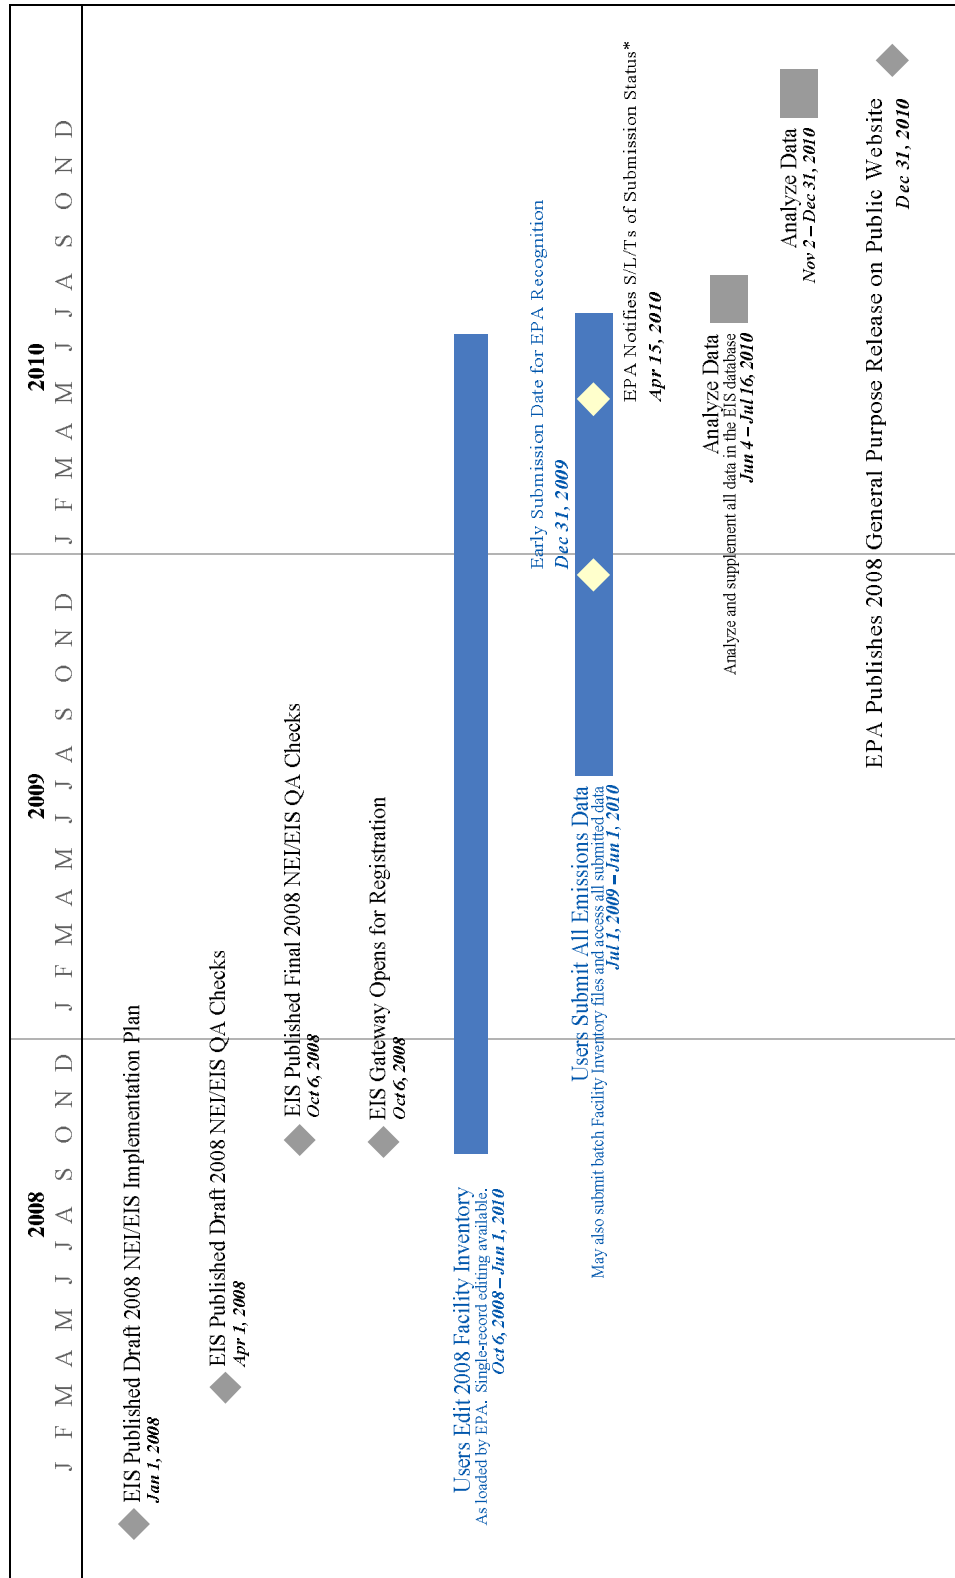 2008
2009
2010
J F M A M J J A S O N D
J F M A M J J A S O N D
J F M A M J J A S O N D
EIS Published Draft 2008 NEI/EIS Implementation Plan
Jan 1, 2008
EIS Published Draft 2008 NEI/EIS QA Checks
Apr 1, 2008
EIS Published Final 2008 NEI/EIS QA Checks
Oct 6, 2008
EIS Gateway Opens for Registration
Oct 6, 2008
Users Edit 2008 Facility Inventory
As loaded by EPA. Single-record editing available.
Oct 6, 2008 – Jun 1, 2010
Early Submission Date for EPA Recognition
Dec 31, 2009
Users Submit All Emissions Data
May also submit batch Facility Inventory files and access all submitted data
Jul 1, 2009 – Jun 1, 2010
EPA Notifies S/L/Ts of Submission Status*
Apr 15, 2010
Analyze Data
Analyze and supplement all data in the EIS database
Jun 4 – Jul 16, 2010
Analyze Data
Nov 2 – Dec 31, 2010
EPA Publishes 2008 General Purpose Release on Public Website
Dec 31, 2010